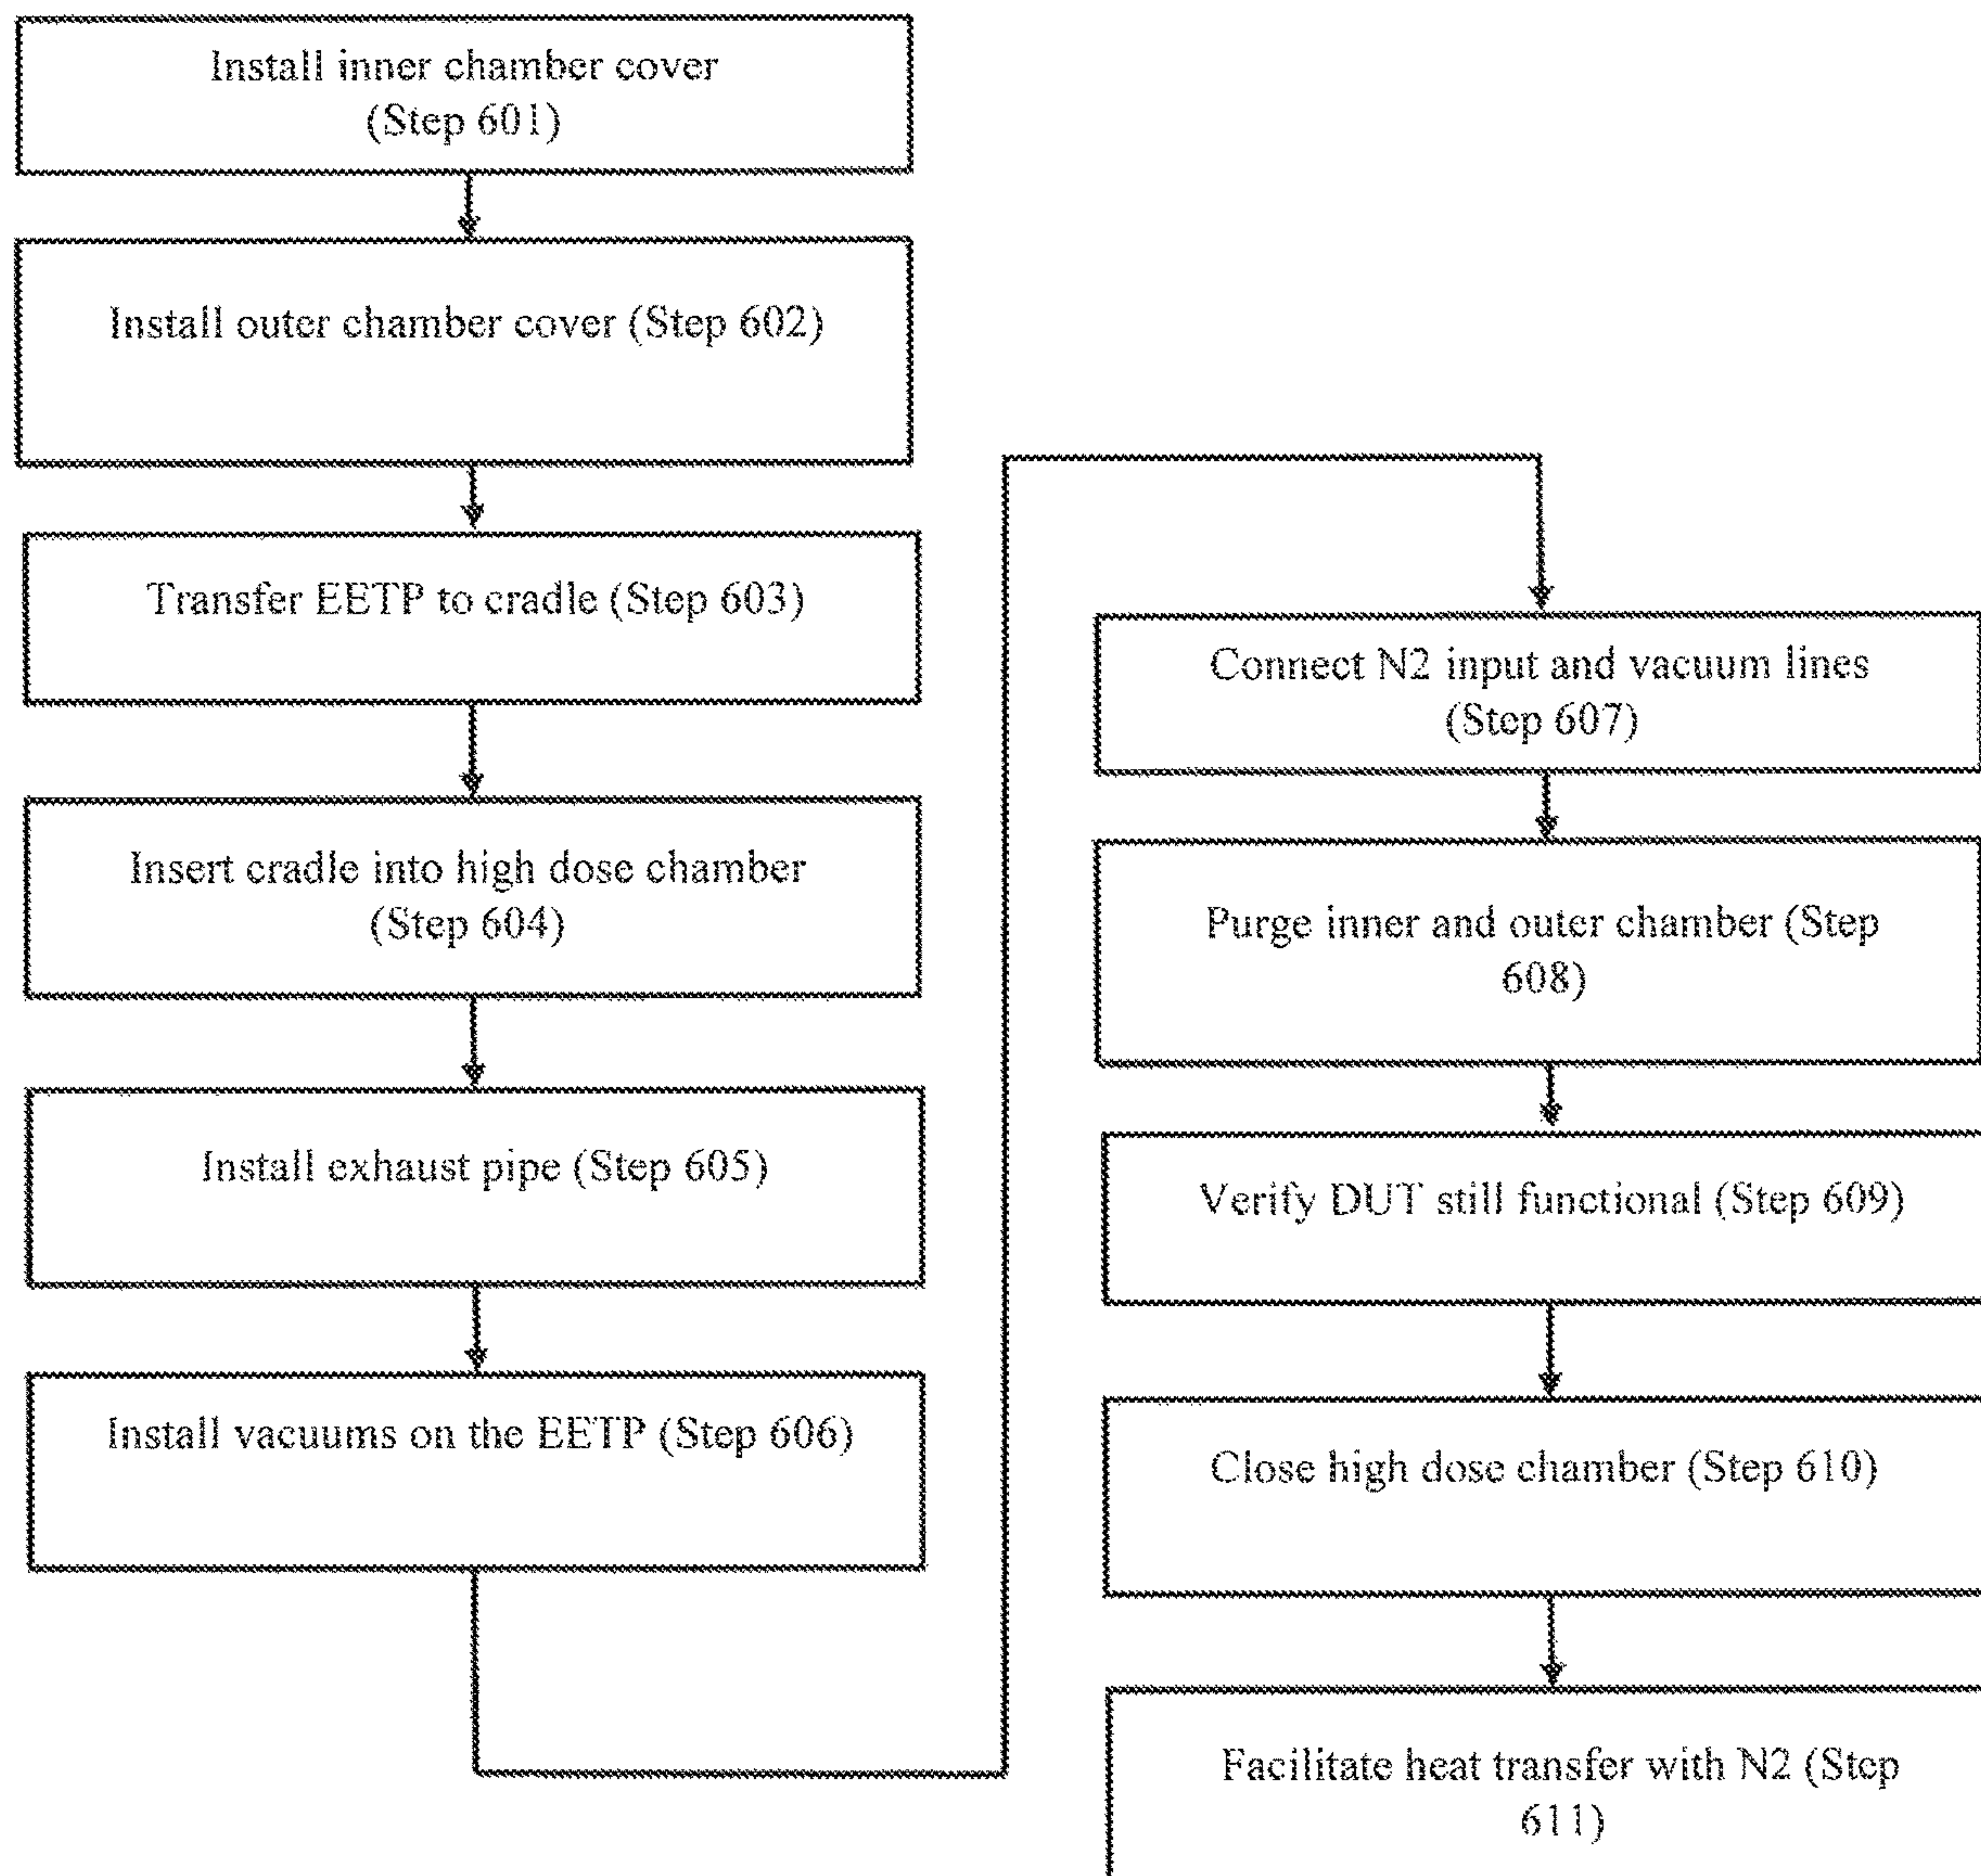 Install inner chamber cover
(Step 601)
Install outer chamber cover (Step 602)
Transfer EETP to cradle (Step 603)
Insert cradle into high dose chamber
(Step 604)
Install exhaust pipe (Step 605)
Install vacuums on the EETP (Step 606)
Connect N2 input and vacuum lines
(Step 607)
Purge inner and outer chamber (Step
608)
Verify DUT still functional (Step 609)
Close high dose chamber (Step 610)
Facilitate heat transfer with N2 (Step
611)